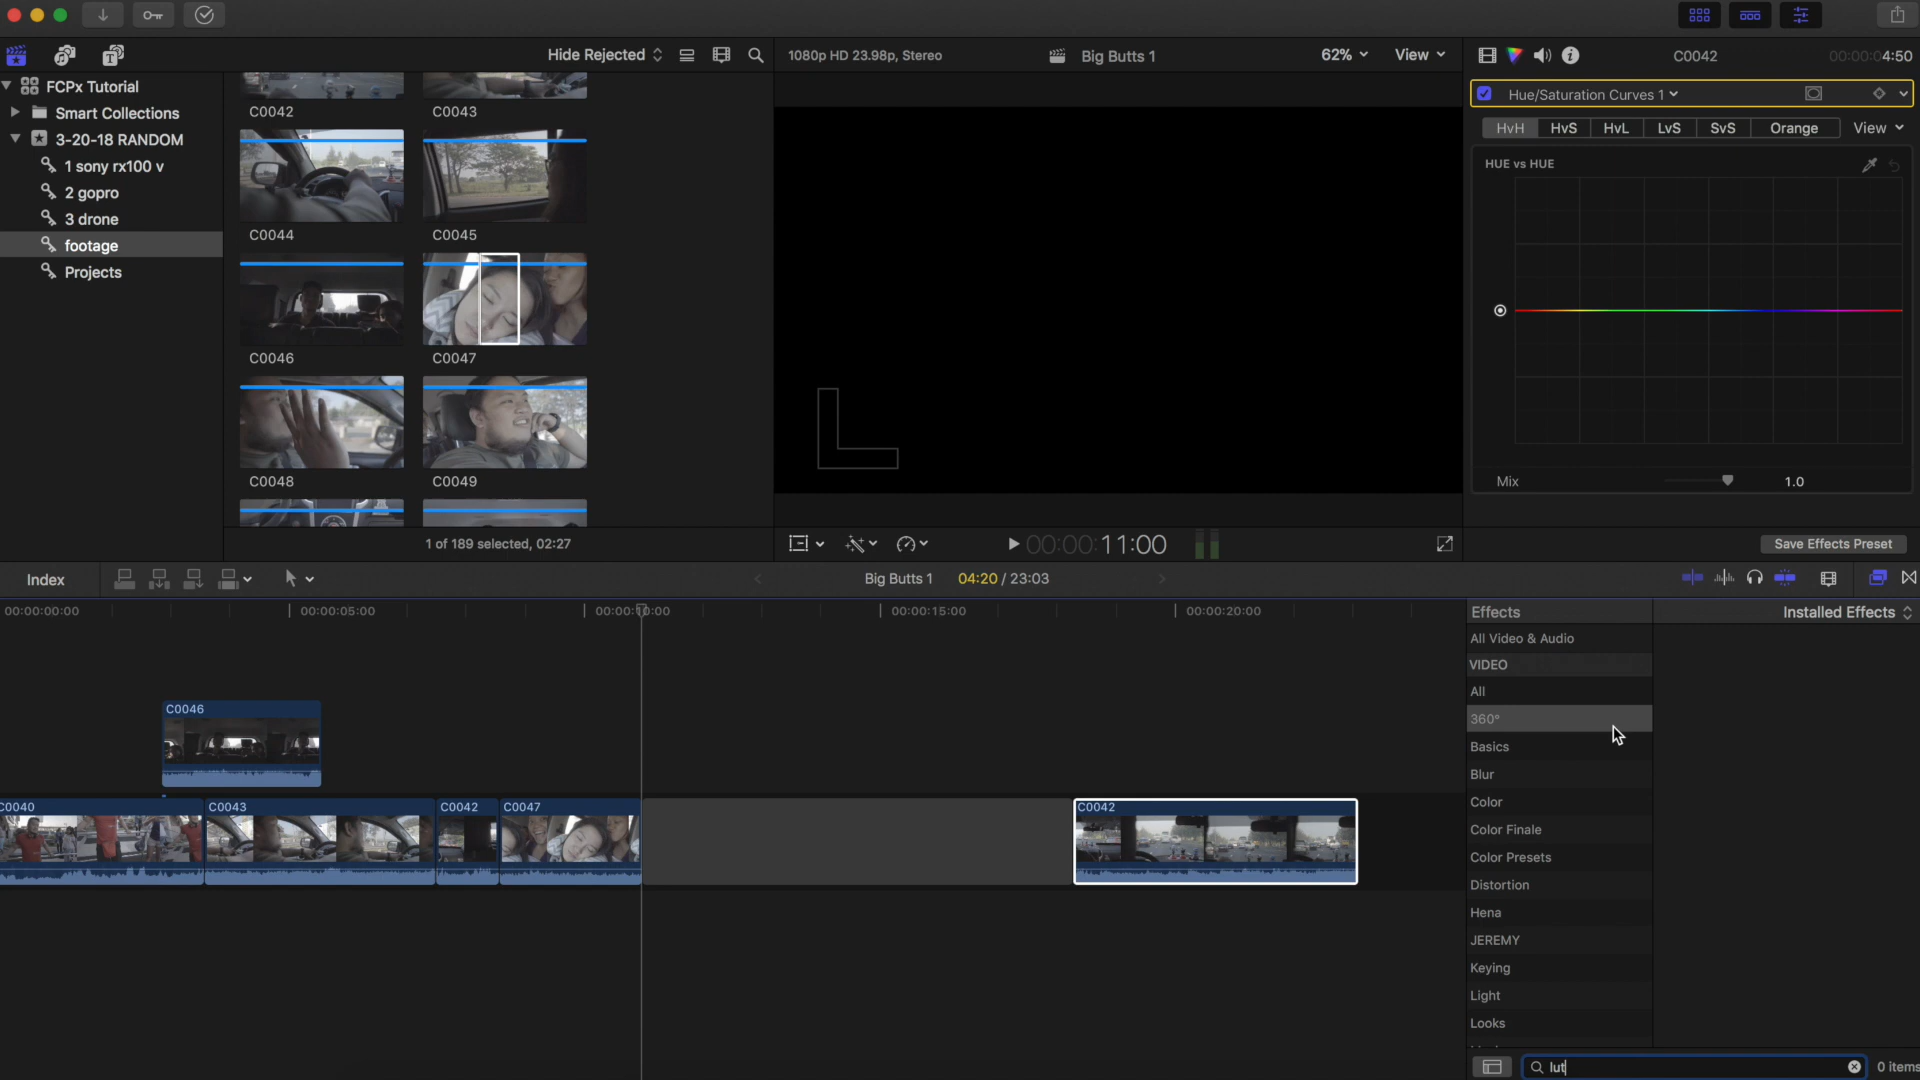 Hide Rejected
1080p HD 23.98p, Stereo
Big Butts 1
62%
View
C0042
00:00:04:50
FCPx Tutorial
Smart Collections
3-20-18 RANDOM
1 sony rx100 v
2 gopro
3 drone
footage
Projects
C0042
C0043
C0044
C0045
C0046
C0047
C0048
C0049
1 of 189 selected, 02:27
00:00:11:00
Hue/Saturation Curves 1
HvH
HvS
HvL
LvS
SvS
Orange
View
HUE vs HUE
Mix
1.0
Save Effects Preset
Index
Big Butts 1
04:20 / 23:03
00:00:00:00
00:00:05:00
00:00:10:00
00:00:15:00
00:00:20:00
C0046
C0040
C0043
C0042
C0047
C0042
Effects
Installed Effects
All Video & Audio
VIDEO
All
360°
Basics
Blur
Color
Color Finale
Color Presets
Distortion
Hena
JEREMY
Keying
Light
Looks
lut
0 items